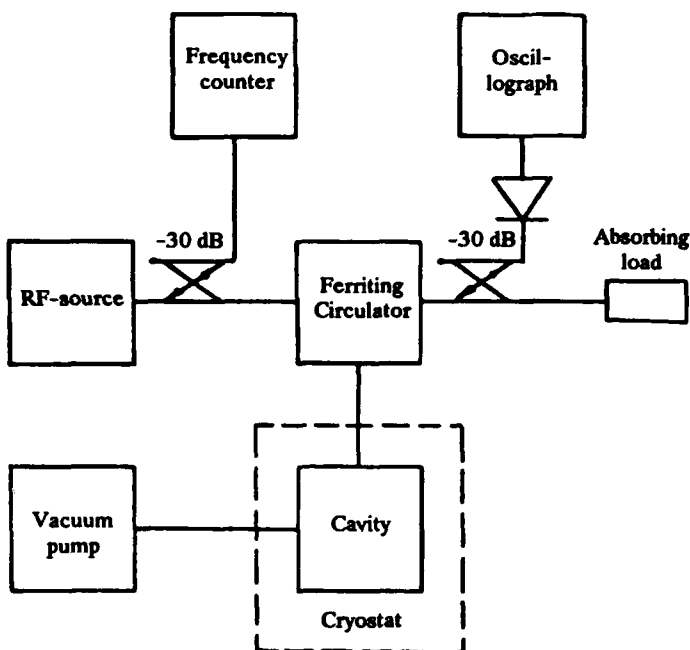 Frequency
counter
Oscil-
lograph
-30 dB
-30 dB
Absorbing
load
RF-source
Ferriting
Circulator
Vacuum
pump
Cavity
Cryostat